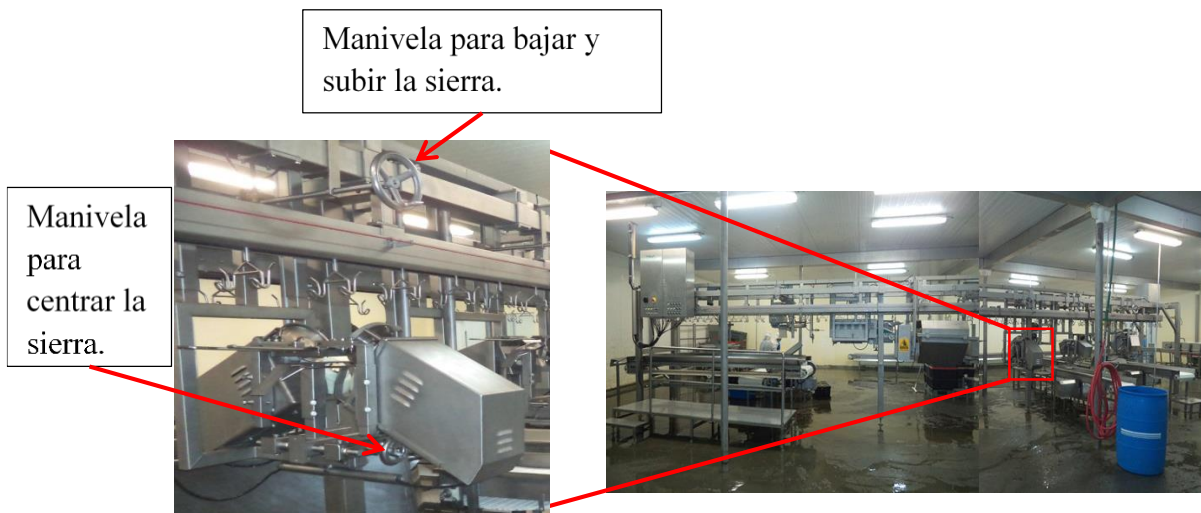 Manivela para bajar y
subir la sierra.
Manivela
para
centrar la
sierra.